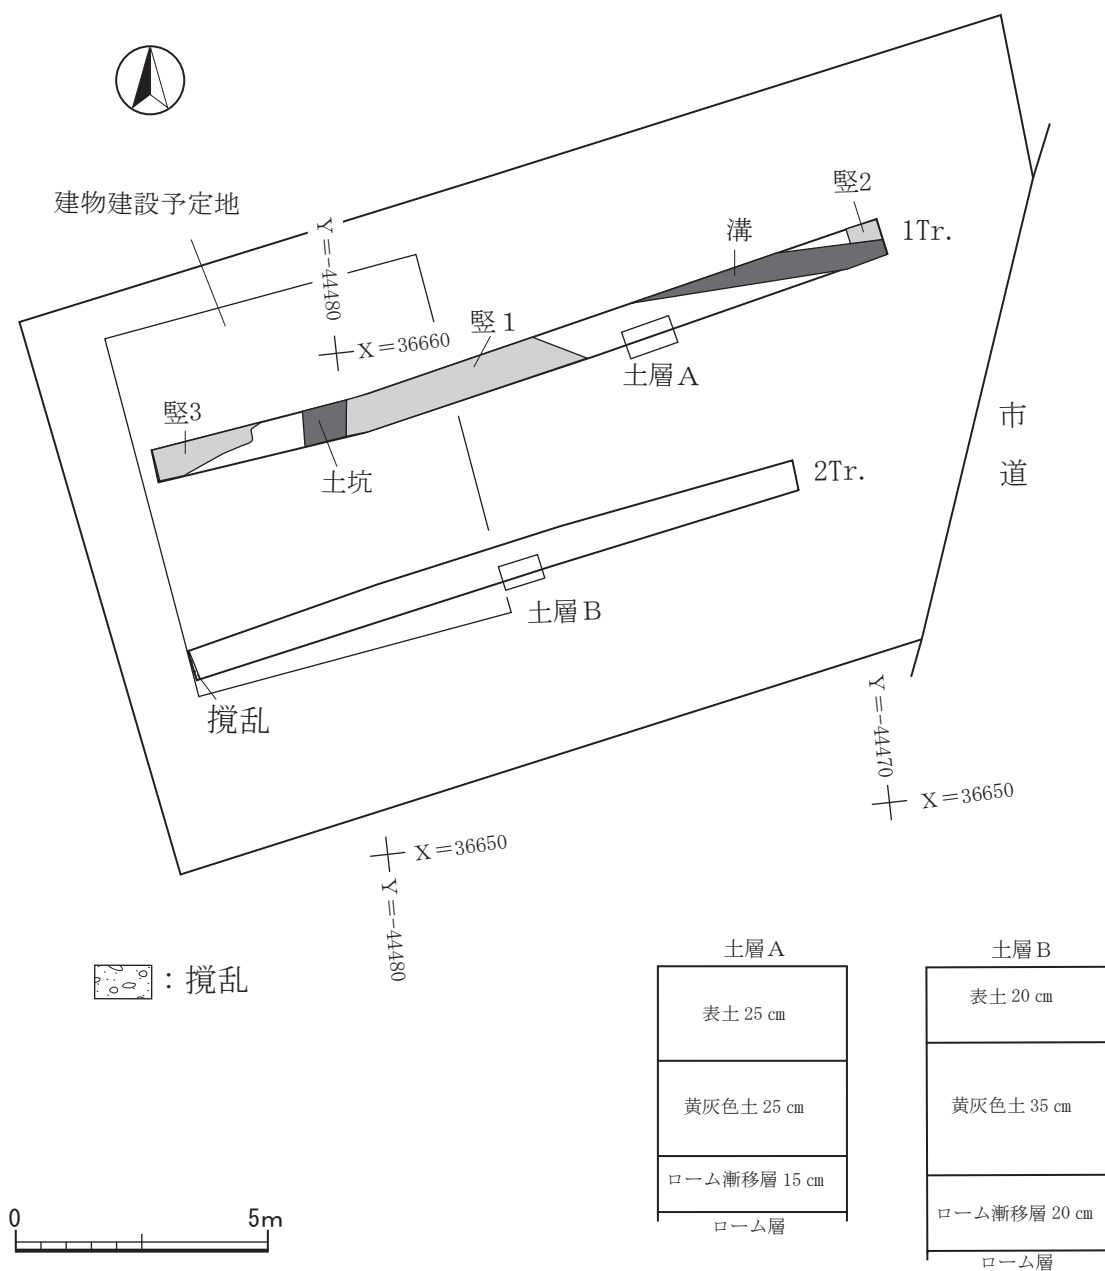 建物建設予定地
Y=-44480
X=36660
竪1
竪2
溝
1Tr.
土層A
竪3
土坑
市道
2Tr.
土層B
撹乱
Y=-44470
X=36650
X=36650
Y=-44480
:撹乱
土層A
表土 25 ㎝
黄灰色土 25 ㎝
ローム漸移層 15 ㎝
ローム層
土層B
表土 20 ㎝
黄灰色土 35 ㎝
ローム漸移層 20 ㎝
ローム層
0
5m